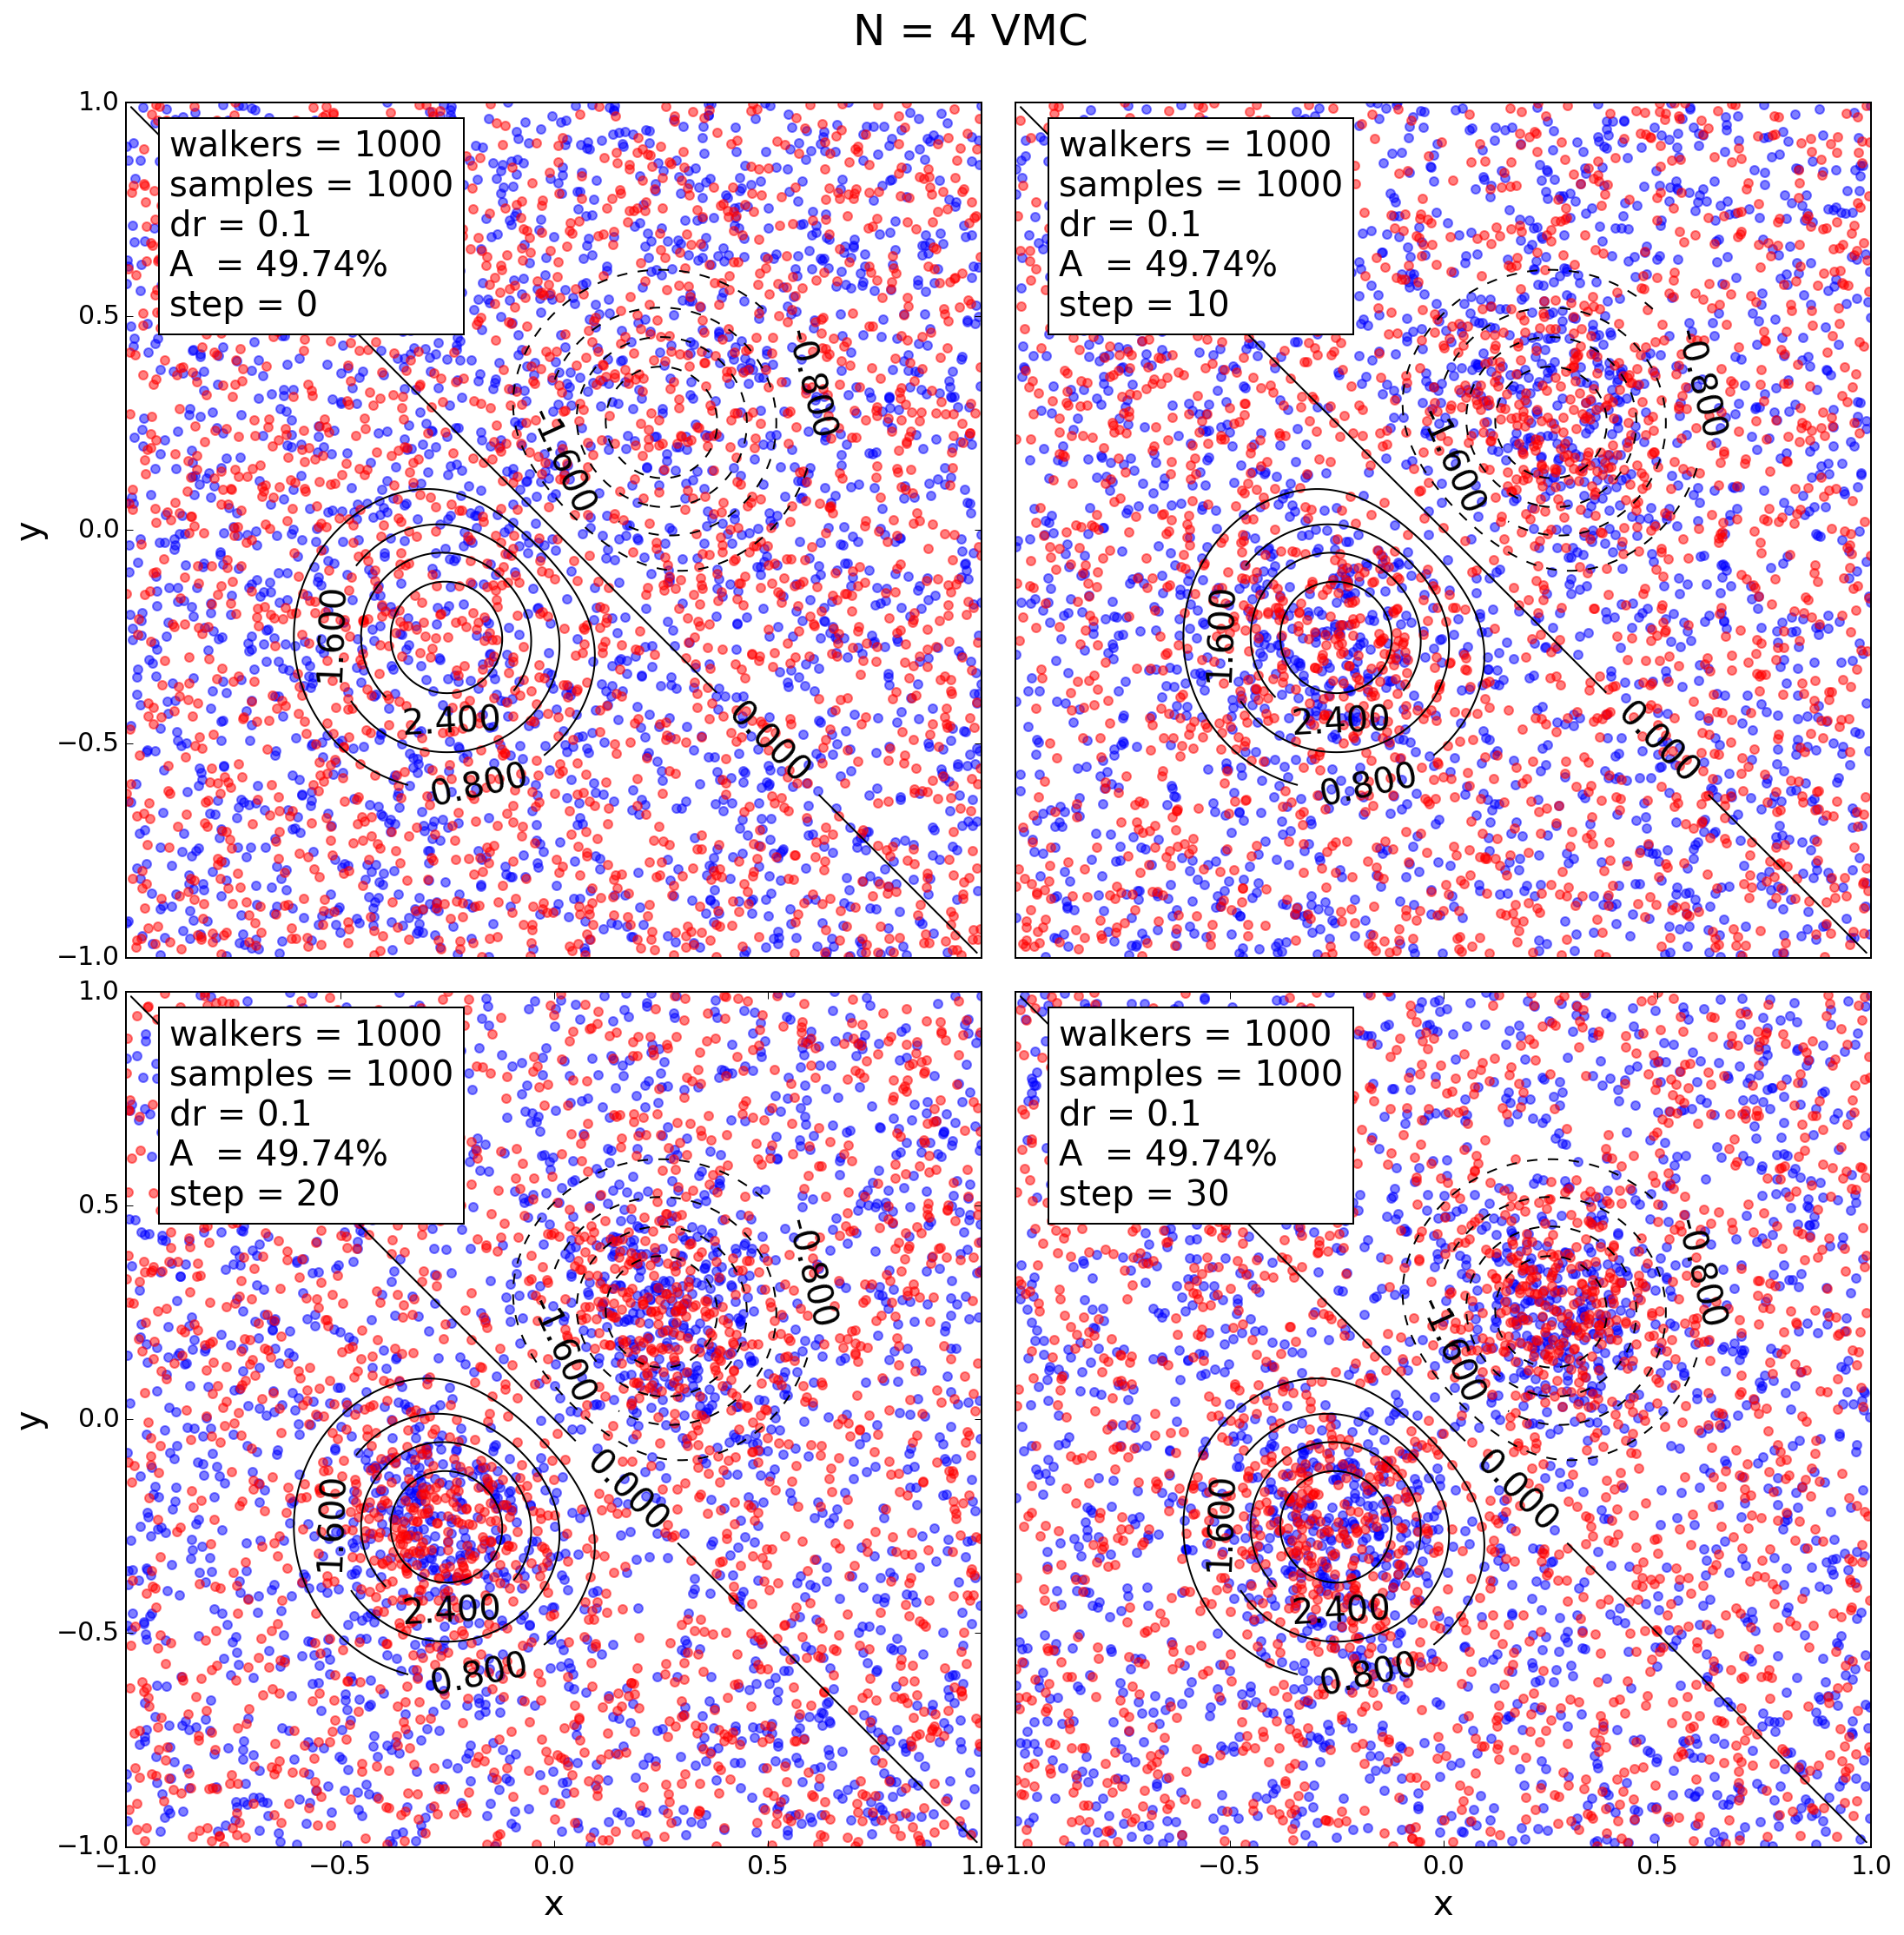 N = 4 VMC
1.0
0.5
0.0
−0.5
−1.0
y
walkers = 1000
samples = 1000
dr = 0.1
A = 49.74%
step = 0
-0.800
-1.600
1.600
2.400
0.800
0.000
walkers = 1000
samples = 1000
dr = 0.1
A = 49.74%
step = 10
-0.800
-1.600
1.600
2.400
0.800
0.000
1.0
0.5
0.0
−0.5
−1.0
y
walkers = 1000
samples = 1000
dr = 0.1
A = 49.74%
step = 20
-0.800
-1.600
0.000
1.600
2.400
0.800
−1.0
−0.5
0.0
0.5
1.0
x
walkers = 1000
samples = 1000
dr = 0.1
A = 49.74%
step = 30
-0.800
-1.600
0.000
1.600
2.400
0.800
−1.0
−0.5
0.0
0.5
1.0
x